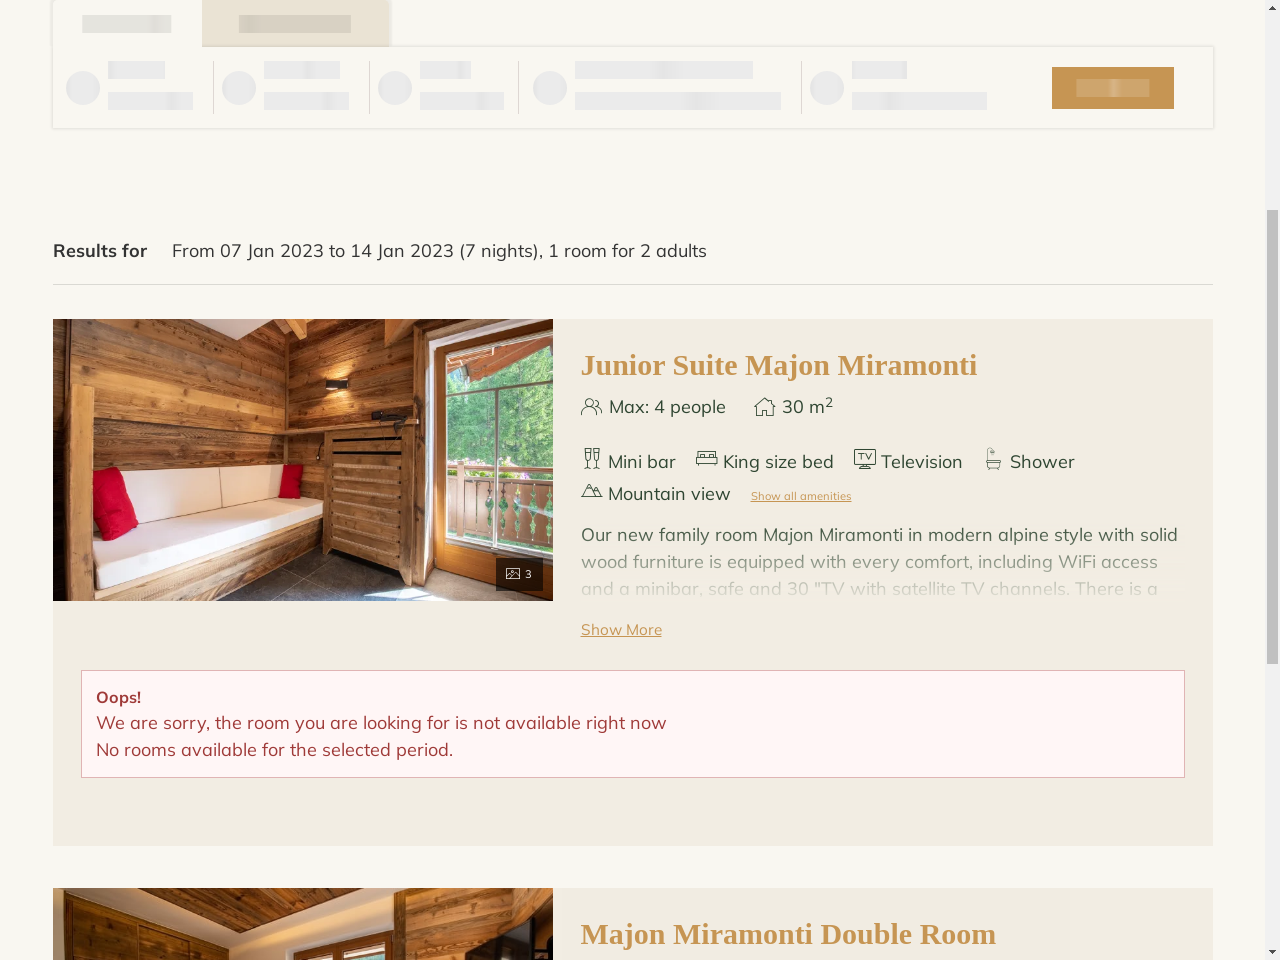 Results for From 07 Jan 2023 to 14 Jan 2023 (7 nights), 1 room for 2 adults
Junior Suite Majon Miramonti
Max: 4 people 30 m²
Mini bar King size bed TV Television Shower
Mountain view Show all amenities
Our new family room Majon Miramonti in modern alpine style with solid
wood furniture is equipped with every comfort, including WiFi access
and a minibar, safe and 30 "TV with satellite TV channels. There is a
3
Show More
Oops!
We are sorry, the room you are looking for is not available right now
No rooms available for the selected period.
Majon Miramonti Double Room